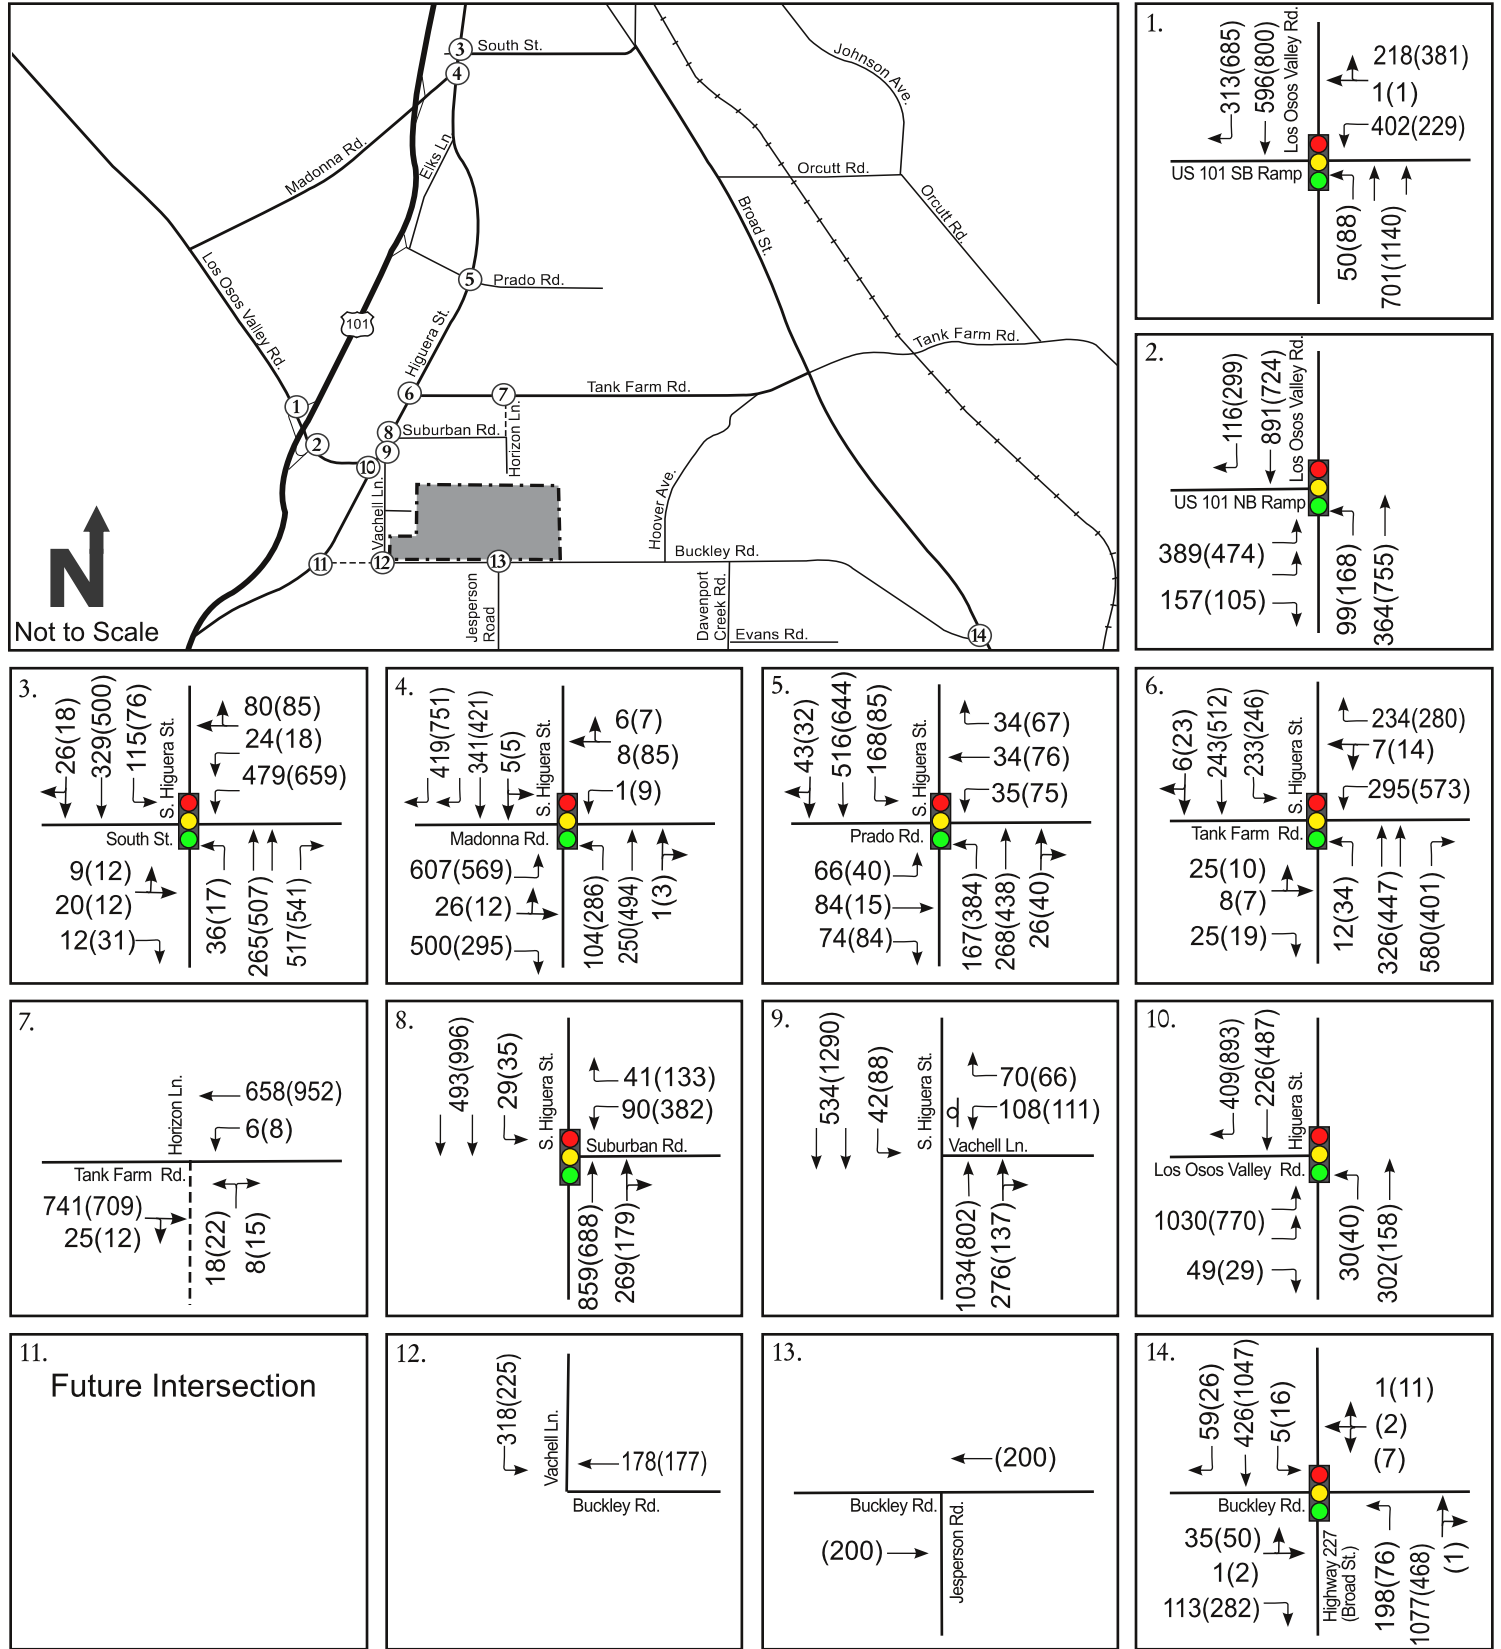 3
South St.
4
Madonna Rd.
Elks Ln.
Johnson Ave.
Orcutt Rd.
Orcutt Rd.
Broad St.
Los Osos Valley Rd.
5
Prado Rd.
101
Higuera St.
Tank Farm Rd.
1
6
7
Tank Farm Rd.
2
8
Suburban Rd.
Horizon Ln.
9
10
Vachell Ln.
Hoover Ave.
N
Not to Scale
11
12
13
Buckley Rd.
Jesperson
Road
Davenport
Creek Rd.
Evans Rd.
14
1.
313(685)
596(800)
Los Osos Valley Rd.
218(381)
1(1)
402(229)
US 101 SB Ramp
50(88)
701(1140)
2.
116(299)
891(724)
Los Osos Valley Rd.
US 101 NB Ramp
389(474)
157(105)
99(168)
364(755)
3.
26(18)
329(500)
115(76)
S. Higuera St.
80(85)
24(18)
479(659)
South St.
9(12)
20(12)
12(31)
36(17)
265(507)
517(541)
4.
419(751)
341(421)
5(5)
S. Higuera St.
6(7)
8(85)
1(9)
Madonna Rd.
607(569)
26(12)
500(295)
104(286)
250(494)
1(3)
5.
43(32)
516(644)
168(85)
S. Higuera St.
34(67)
34(76)
35(75)
Prado Rd.
66(40)
84(15)
74(84)
167(384)
268(438)
26(40)
6.
6(23)
243(512)
233(246)
S. Higuera St.
234(280)
7(14)
295(573)
Tank Farm Rd.
25(10)
8(7)
25(19)
12(34)
326(447)
580(401)
7.
Horizon Ln.
658(952)
6(8)
Tank Farm Rd.
741(709)
25(12)
18(22)
8(15)
8.
493(996)
29(35)
S. Higuera St.
41(133)
90(382)
Suburban Rd.
859(688)
269(179)
9.
534(1290)
42(88)
S. Higuera St.
70(66)
108(111)
Vachell Ln.
1034(802)
276(137)
10.
409(893)
226(487)
Higuera St.
Los Osos Valley Rd.
1030(770)
49(29)
30(40)
302(158)
11.
Future Intersection
12.
318(225)
Vachell Ln.
178(177)
Buckley Rd.
13.
(200)
Buckley Rd.
(200)
Jesperson Rd.
14.
59(26)
426(1047)
5(16)
1(11)
(2)
(7)
Buckley Rd.
35(50)
1(2)
113(282)
Highway 227
(Broad St.)
198(76)
1077(468)
(1)